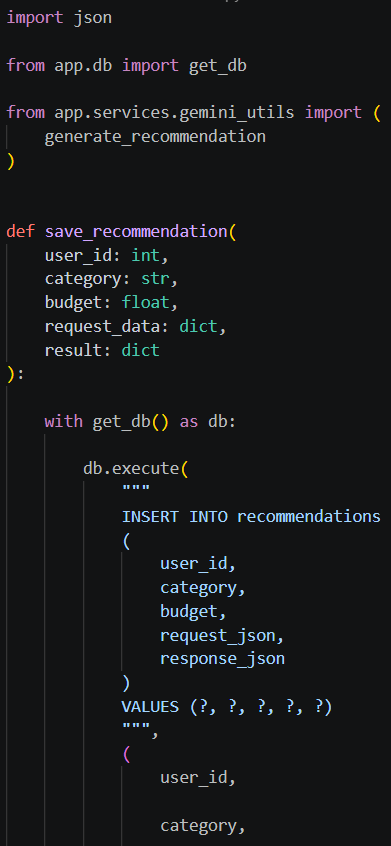 import json
from app.db import get_db
from app.services.gemini_utils import (
    generate_recommendation
)
def save_recommendation(
    user_id: int,
    category: str,
    budget: float,
    request_data: dict,
    result: dict
):
    with get_db() as db:
        db.execute(
            """
            INSERT INTO recommendations
            (
                user_id,
                category,
                budget,
                request_json,
                response_json
            )
            VALUES (?, ?, ?, ?, ?)
            """,
            (
                user_id,
                category,